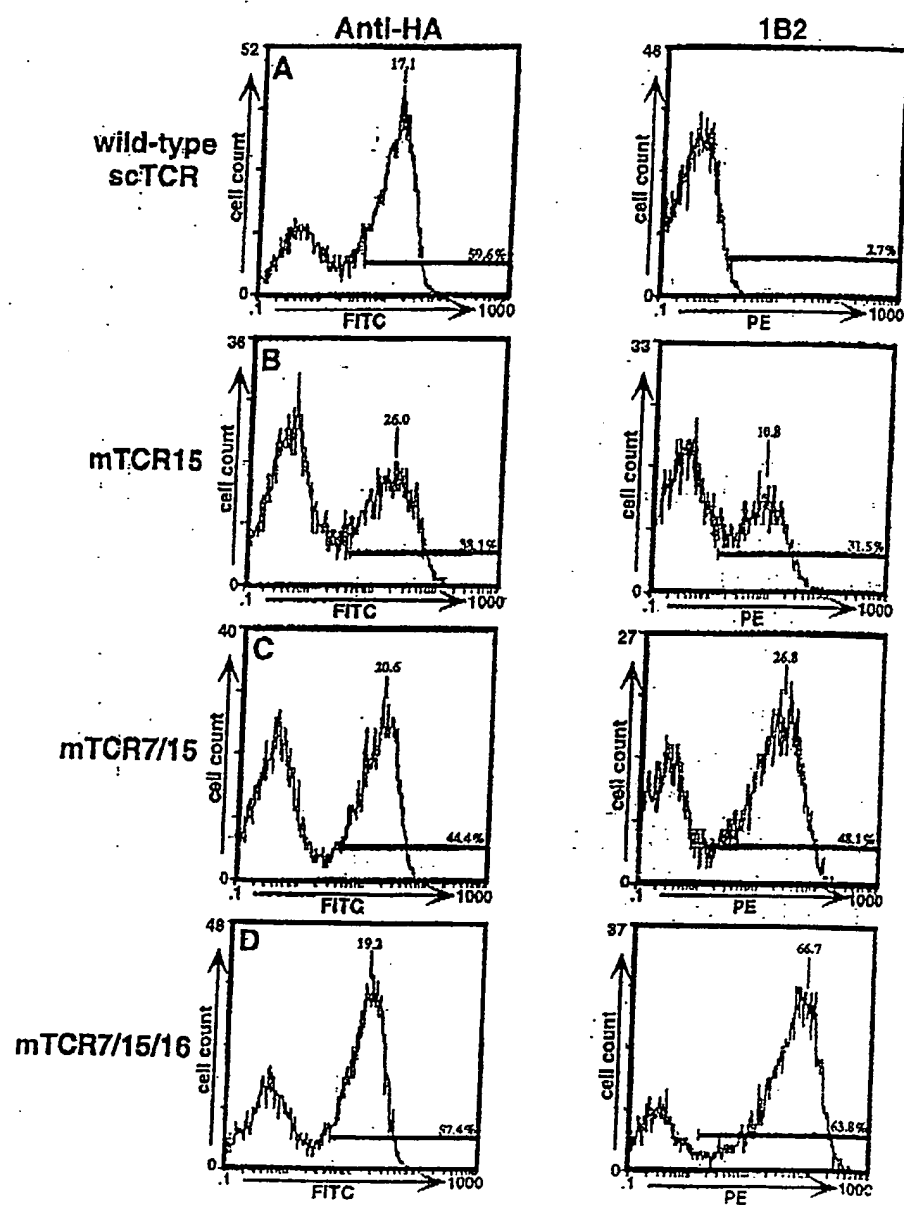 Anti-HA
1B2
wild-type
scTCR
52
A
17.1
cell count
59.6%
0
.1
FITC
1000
48
cell count
2.7%
0
.1
PE
1000
mTCR15
36
B
26.0
cell count
0
.1
FITC
1000
33
10.8
cell count
31.5%
0
.1
PE
1000
mTCR7/15
40
C
20.6
cell count
44.4%
0
.1
FITC
1000
27
26.8
cell count
48.1%
0
.1
PE
1000
mTCR7/15/16
48
D
19.2
cell count
57.4%
0
.1
FITC
1000
37
66.7
cell count
63.8%
0
.1
PE
1000